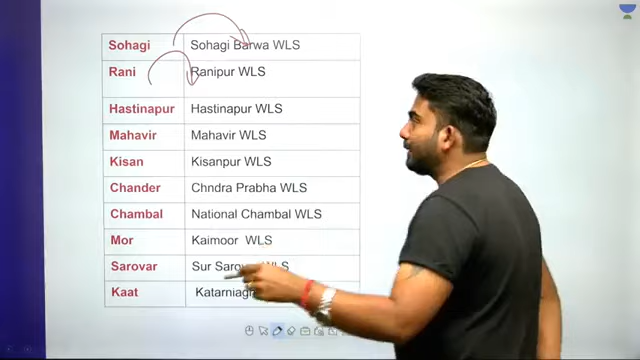 Sohagi Sohagi Barwa WLS
Rani Ranipur WLS
Hastinapur Hastinapur WLS
Mahavir Mahavir WLS
Kisan Kisanpur WLS
Chander Chndra Prabha WLS
Chambal National Chambal WLS
Mor Kaimoor WLS
Sarovar Sur
Kaat